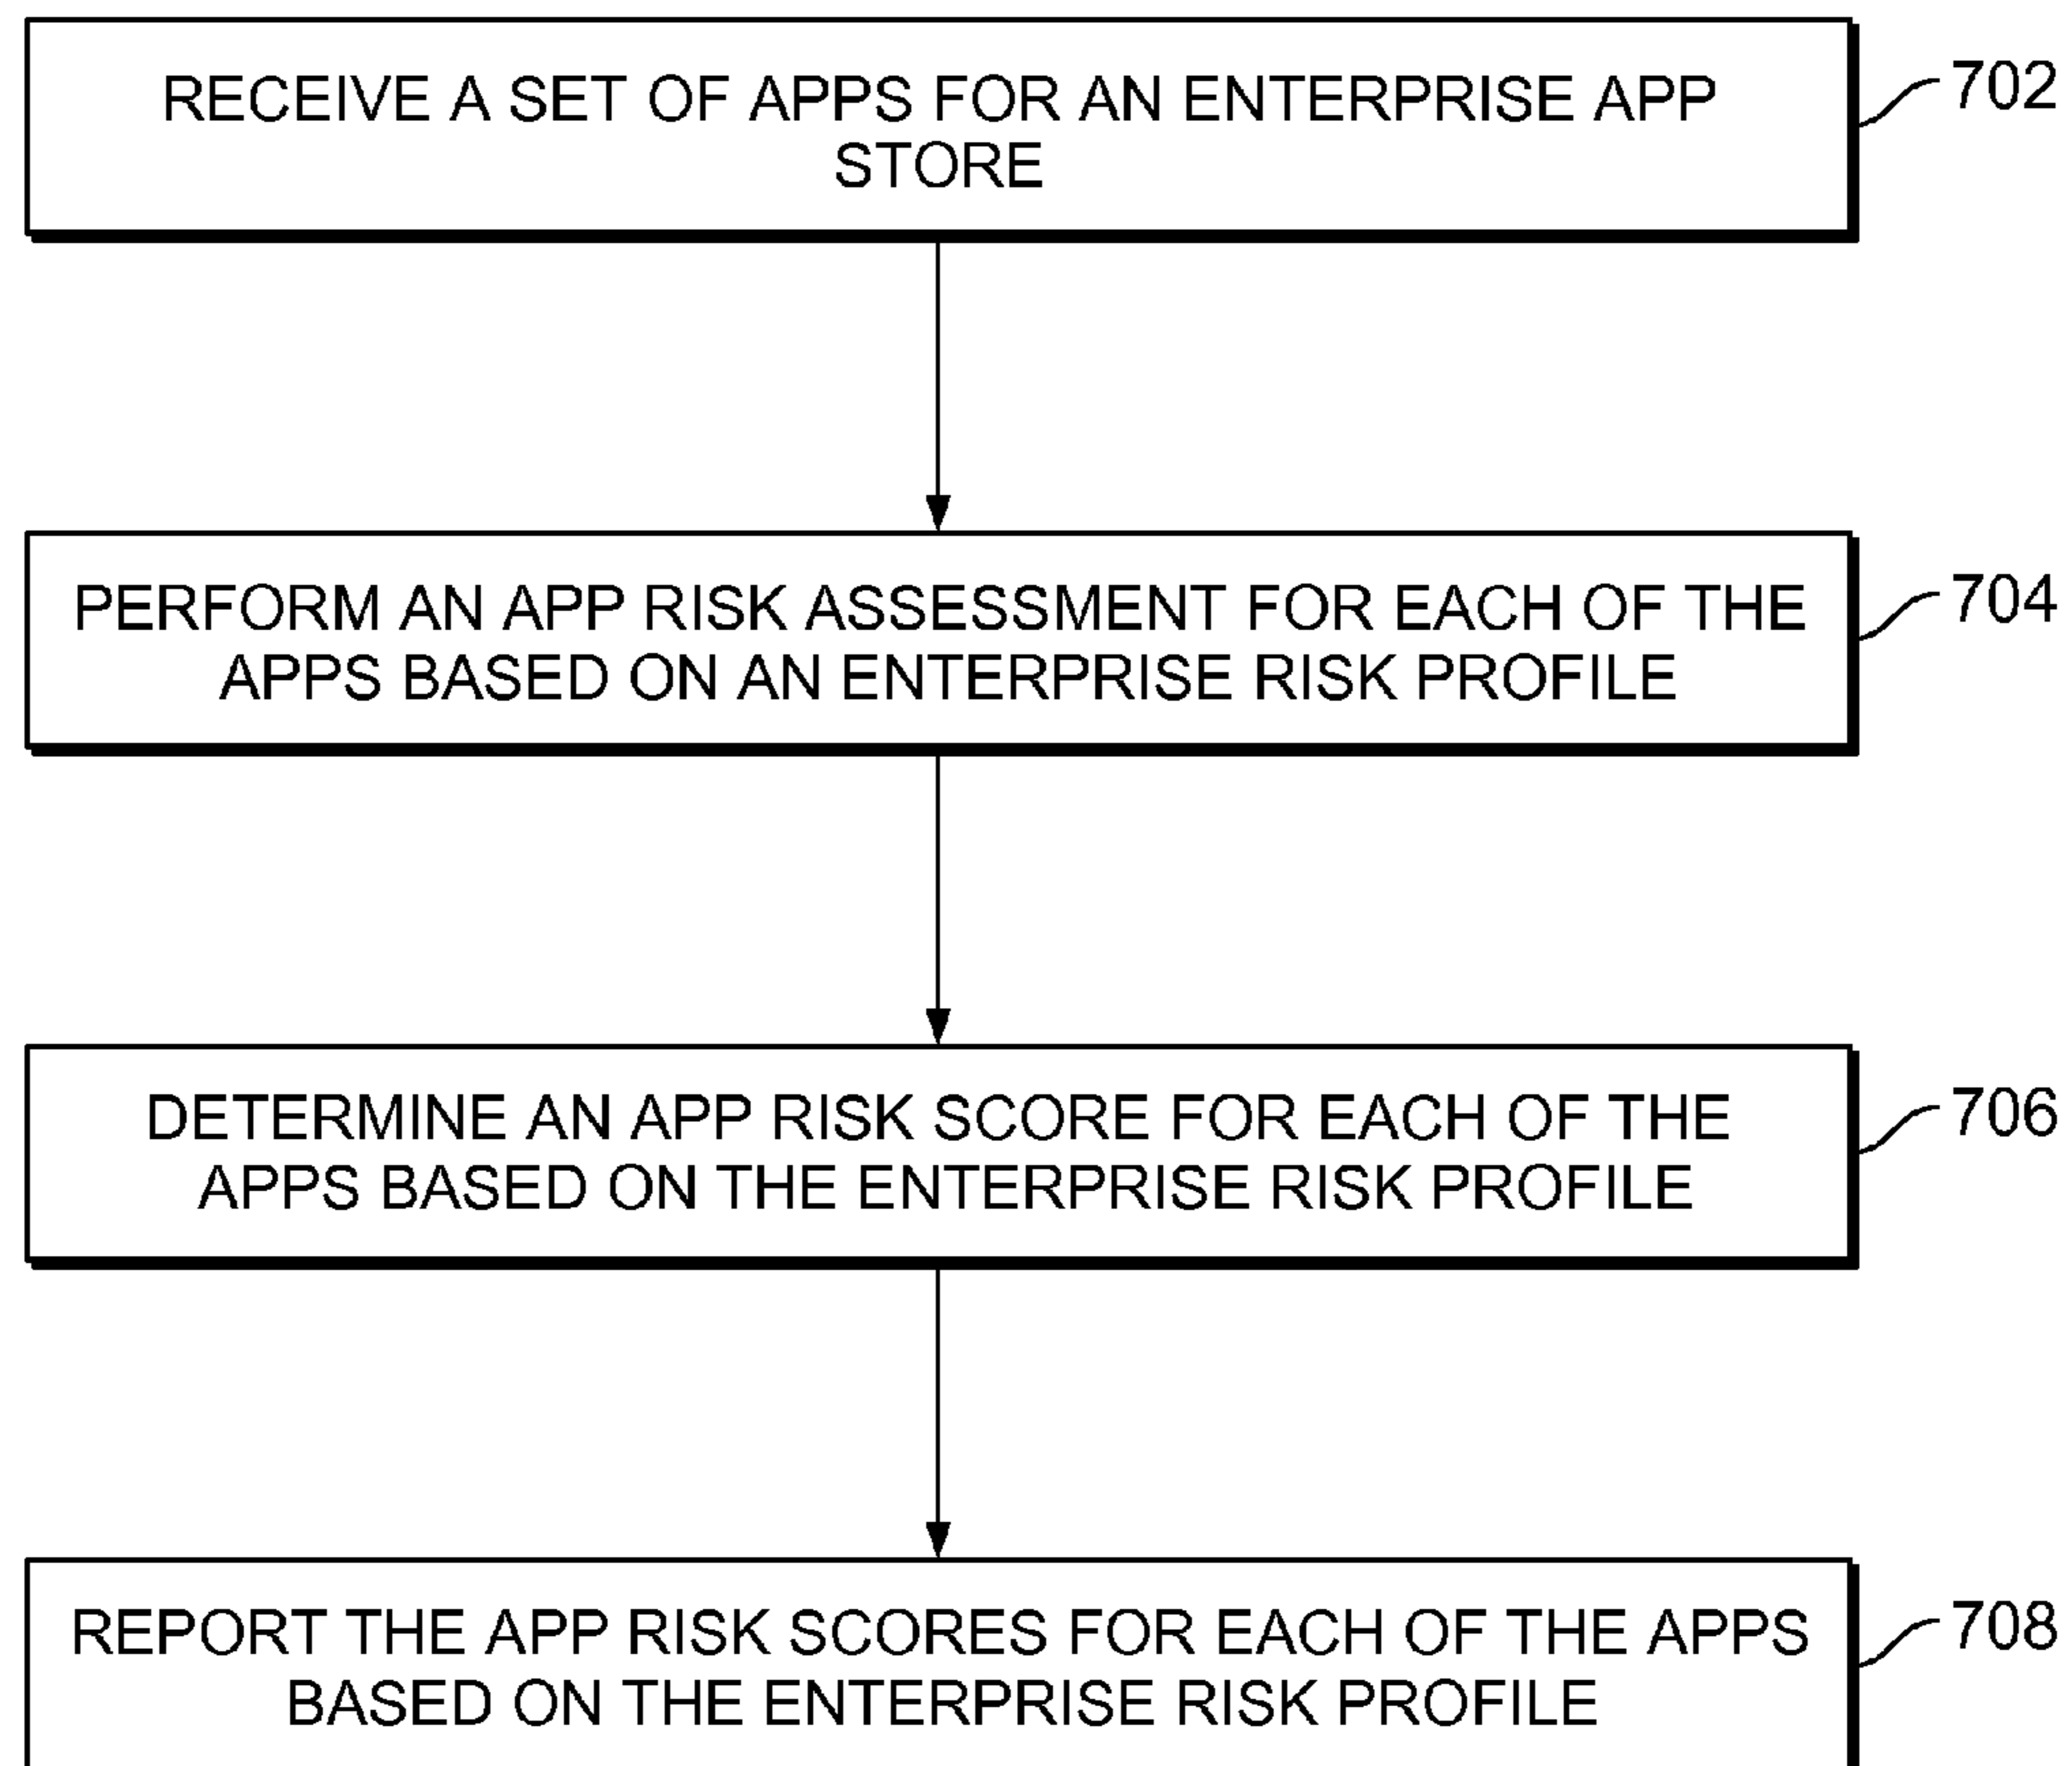 RECEIVE A SET OF APPS FOR AN ENTERPRISE APP
STORE
702
PERFORM AN APP RISK ASSESSMENT FOR EACH OF THE
APPS BASED ON AN ENTERPRISE RISK PROFILE
704
DETERMINE AN APP RISK SCORE FOR EACH OF THE
APPS BASED ON THE ENTERPRISE RISK PROFILE
706
REPORT THE APP RISK SCORES FOR EACH OF THE APPS
BASED ON THE ENTERPRISE RISK PROFILE
708